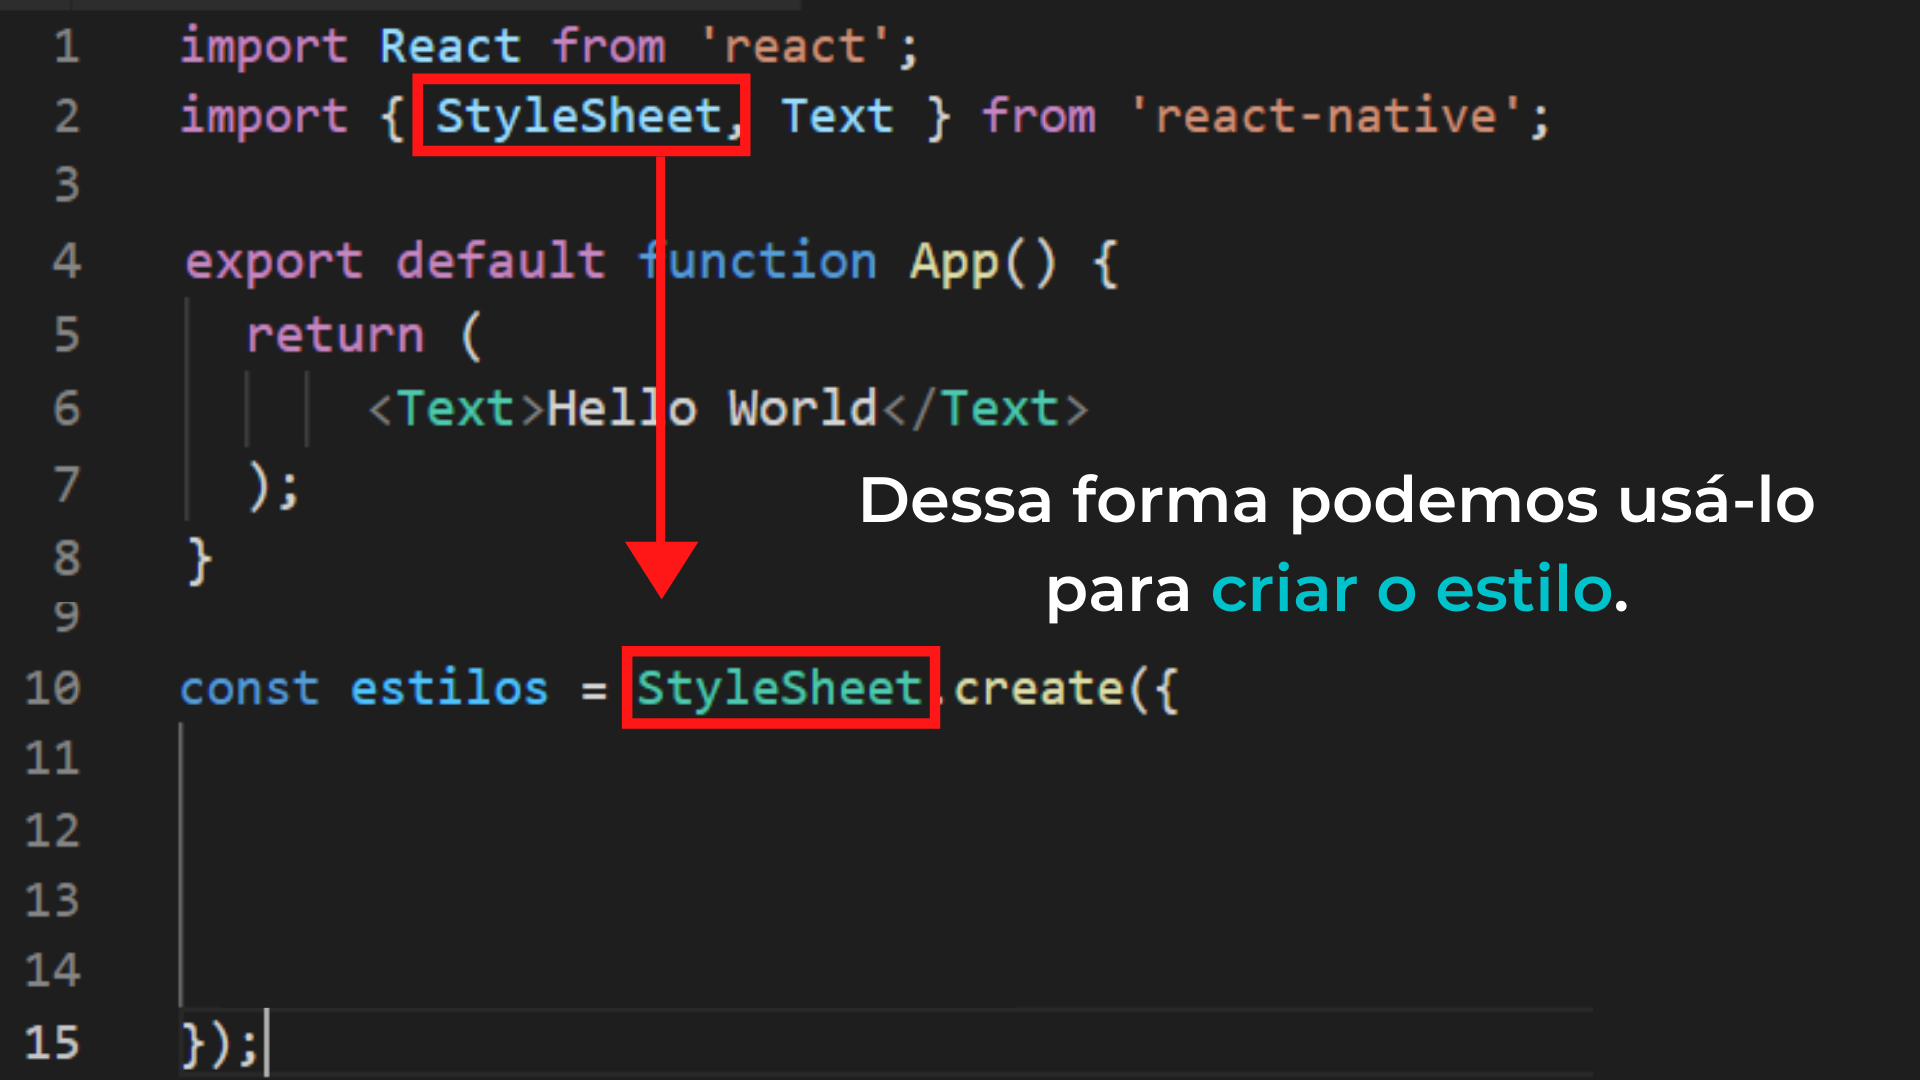 1 import React from 'react';
2 import { StyleSheet, Text } from 'react-native';
3
4 export default function App() {
5 return (
6 <Text>Hello World</Text>
7 );
8 }
9
Dessa forma podemos usá-lo
para criar o estilo.
10 const estilos = StyleSheet.create({
11
12
13
14
15 });